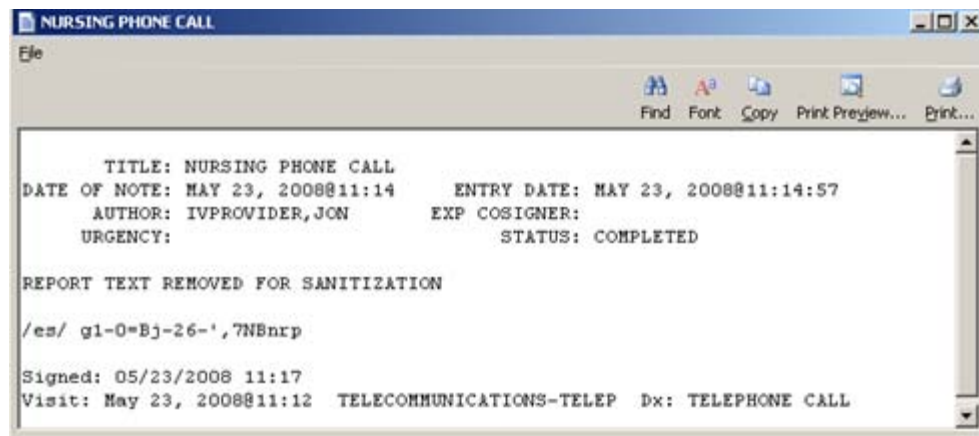 NURSING PHONE CALL
File
Find Font Copy Print Preview... Print...
TITLE: NURSING PHONE CALL
DATE OF NOTE: MAY 23, 2008@11:14 ENTRY DATE: MAY 23, 2008@11:14:57
AUTHOR: IVPROVIDER,JON EXP COSIGNER:
URGENCY: STATUS: COMPLETED
REPORT TEXT REMOVED FOR SANITIZATION
/es/ g1-0=Bj-26-',7NBnrp
Signed: 05/23/2008 11:17
Visit: May 23, 2008@11:12 TELECOMMUNICATIONS-TELEP Dx: TELEPHONE CALL